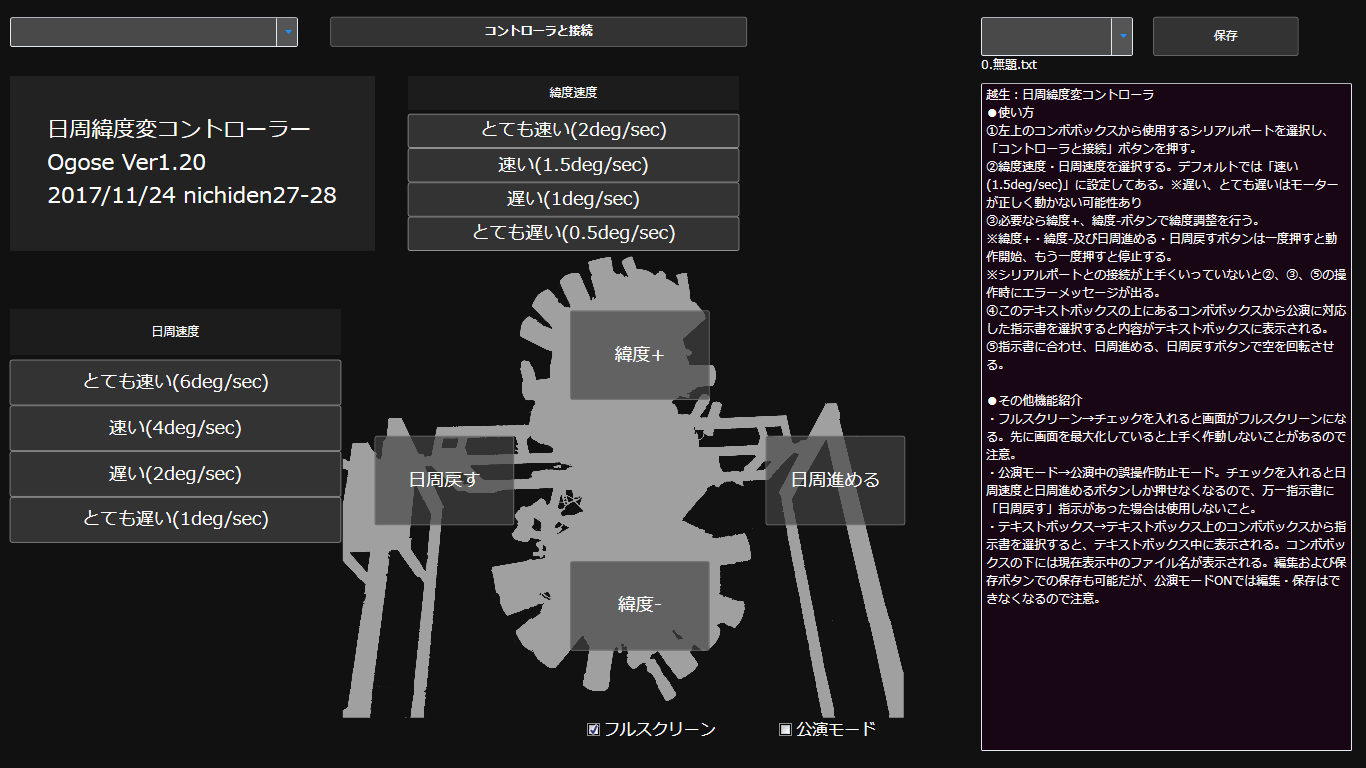 コントローラと接続
保存
0.無題.txt
日周緯度変コントローラー
Ogose Ver1.20
2017/11/24 nichiden27-28
緯度速度
とても速い(2deg/sec)
速い(1.5deg/sec)
遅い(1deg/sec)
とても遅い(0.5deg/sec)
日周速度
とても速い(6deg/sec)
速い(4deg/sec)
遅い(2deg/sec)
とても遅い(1deg/sec)
緯度+
日周戻す
日周進める
緯度-
フルスクリーン
公演モード
越生：日周緯度変コントローラ
●使い方
①左上のコンボボックスから使用するシリアルポートを選択し、
「コントローラと接続」ボタンを押す。
②緯度速度・日周速度を選択する。デフォルトでは「速い
(1.5deg/sec)」に設定してある。※遅い、とても遅いはモーター
が正しく動かない可能性あり
③必要なら緯度+、緯度-ボタンで緯度調整を行う。
※緯度+・緯度-及び日周進める・日周戻すボタンは一度押すと動
作開始、もう一度押すと停止する。
※シリアルポートとの接続が上手くいっていないと②、③、⑤の操
作時にエラーメッセージが出る。
④このテキストボックスの上にあるコンボボックスから公演に対応
した指示書を選択すると内容がテキストボックスに表示される。
⑤指示書に合わせ、日周進める、日周戻すボタンで空を回転させ
る。
●その他機能紹介
・フルスクリーン→チェックを入れると画面がフルスクリーンにな
る。先に画面を最大化していると上手く作動しないことがあるので
注意。
・公演モード→公演中の誤操作防止モード。チェックを入れると日
周速度と日周進めるボタンしか押せなくなるので、万一指示書に
「日周戻す」指示があった場合は使用しないこと。
・テキストボックス→テキストボックス上のコンボボックスから指
示書を選択すると、テキストボックス中に表示される。コンボボッ
クスの下には現在表示中のファイル名が表示される。編集および保
存ボタンでの保存も可能だが、公演モードONでは編集・保存はで
きなくなるので注意。